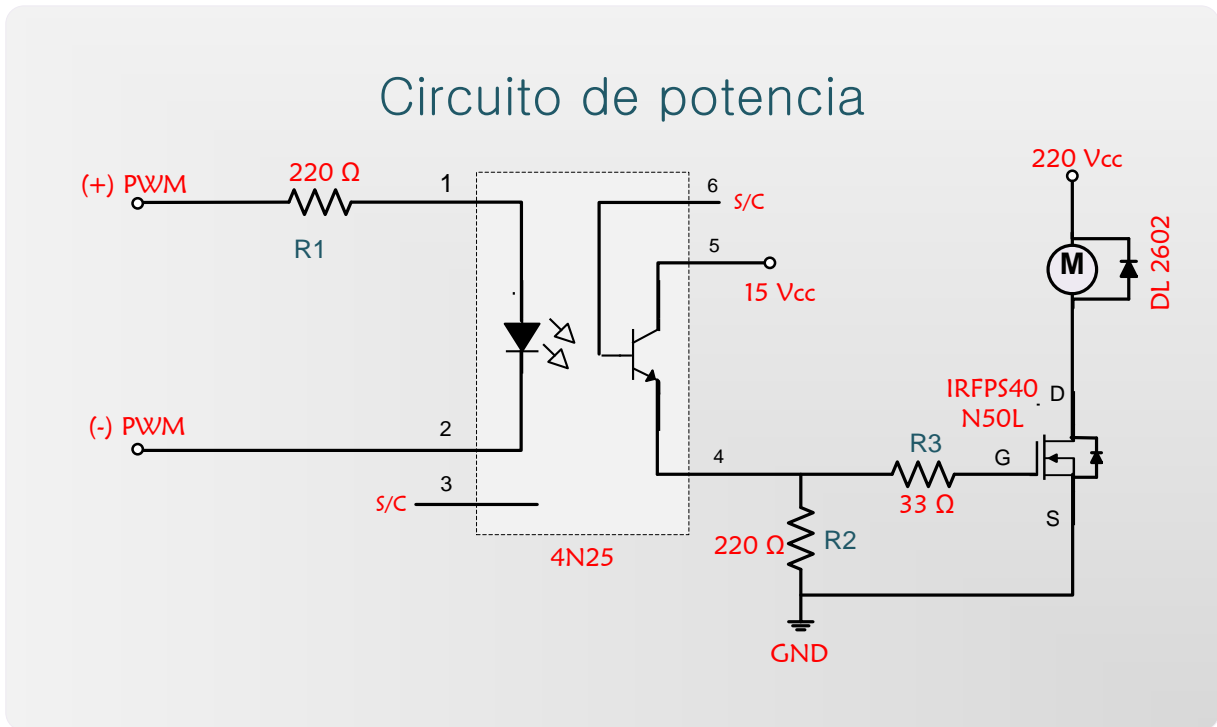 Circuito de potencia
(+) PWM
220 Ω
R1
1
6
S/C
5
15 Vcc
220 Vcc
M
DL 2602
(-) PWM
2
3
S/C
4N25
4
220 Ω
R2
R3
33 Ω
IRFPS40
N50L
D
G
S
GND